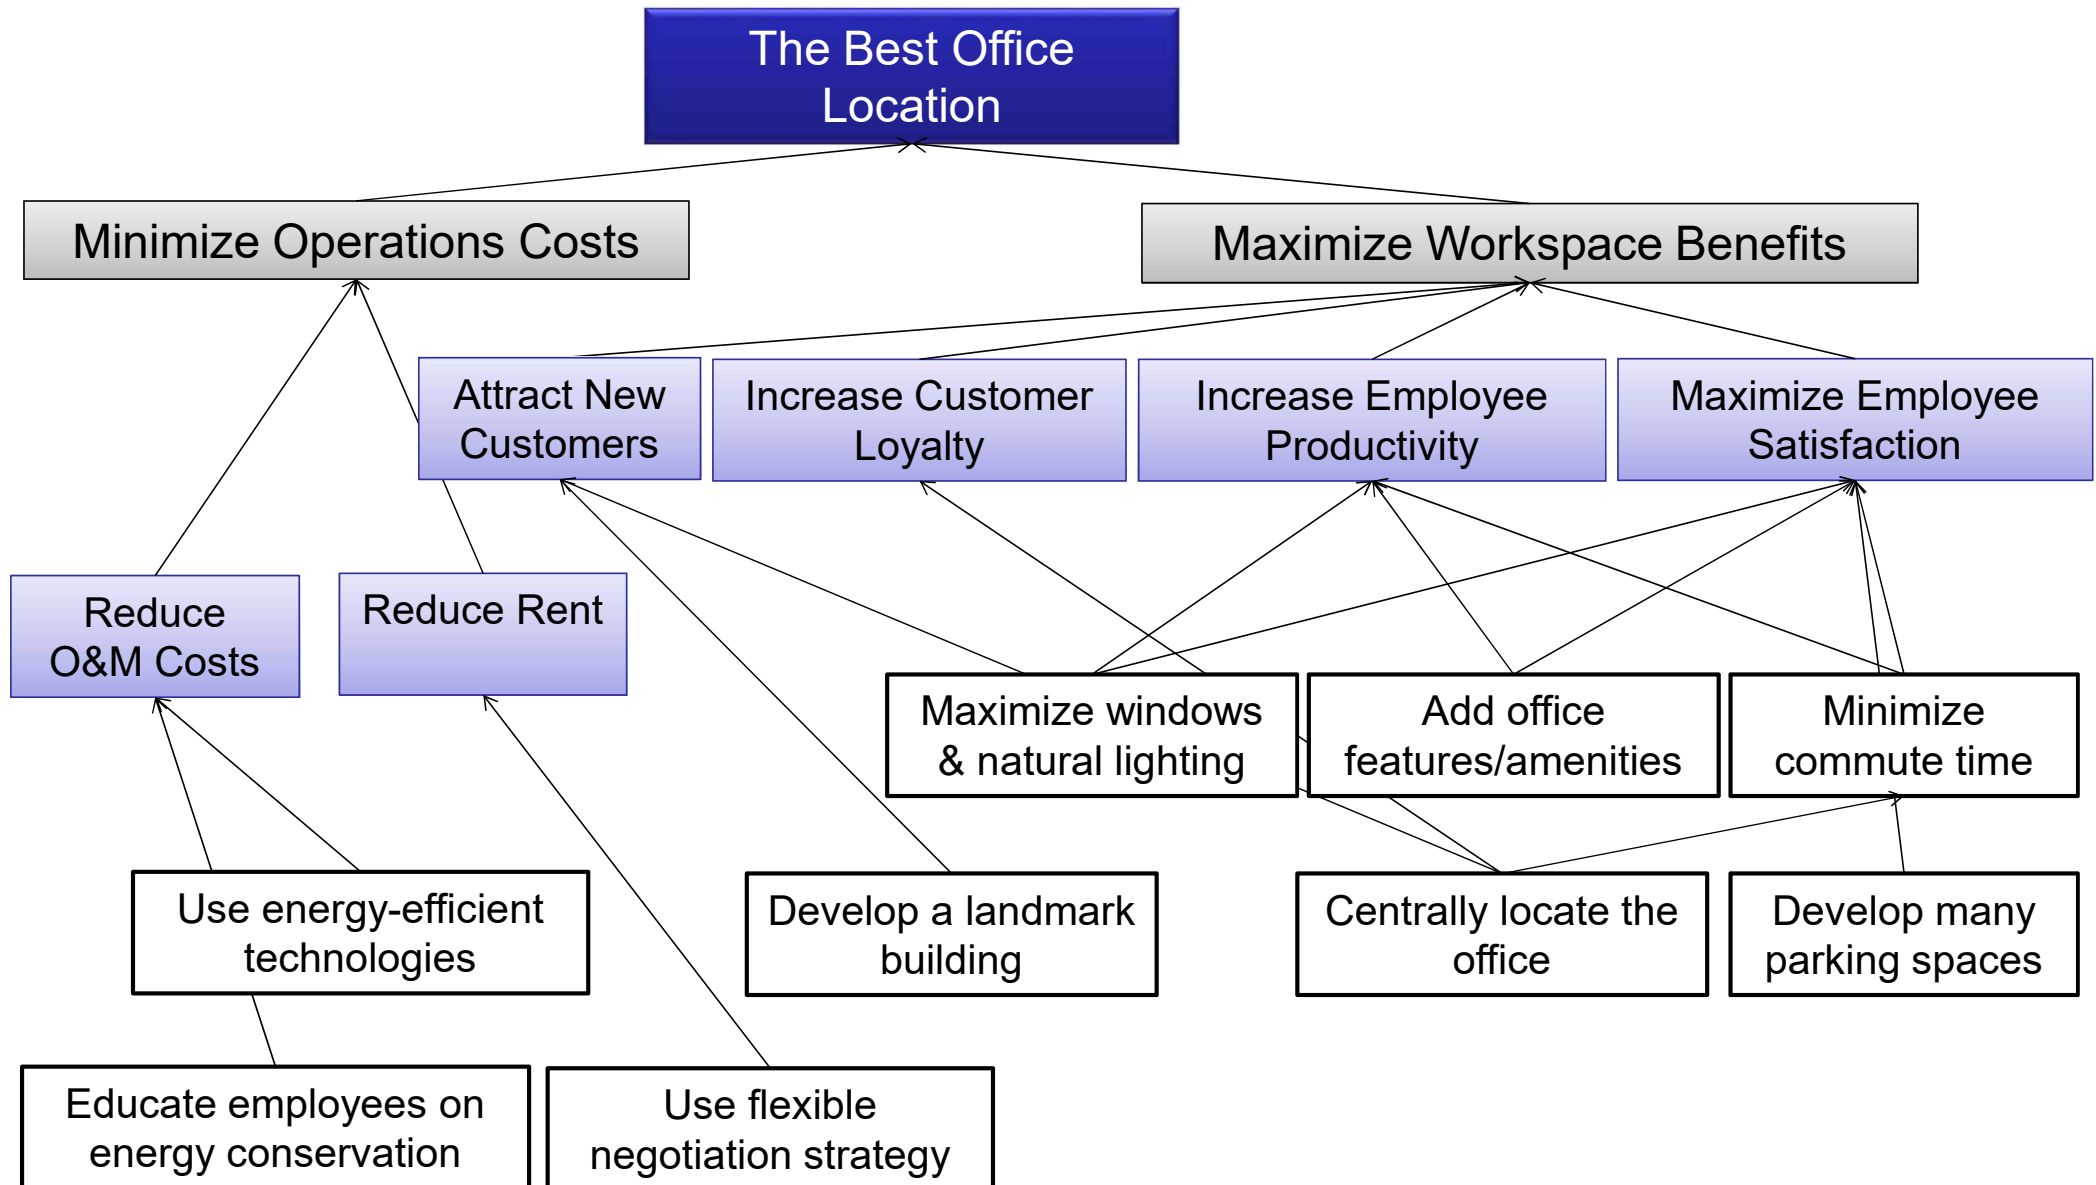 The Best Office
Location
Minimize Operations Costs
Maximize Workspace Benefits
Attract New
Customers
Increase Customer
Loyalty
Increase Employee
Productivity
Maximize Employee
Satisfaction
Reduce
O&M Costs
Reduce Rent
Maximize windows
& natural lighting
Add office
features/amenities
Minimize
commute time
Use energy-efficient
technologies
Develop a landmark
building
Centrally locate the
office
Develop many
parking spaces
Educate employees on
energy conservation
Use flexible
negotiation strategy